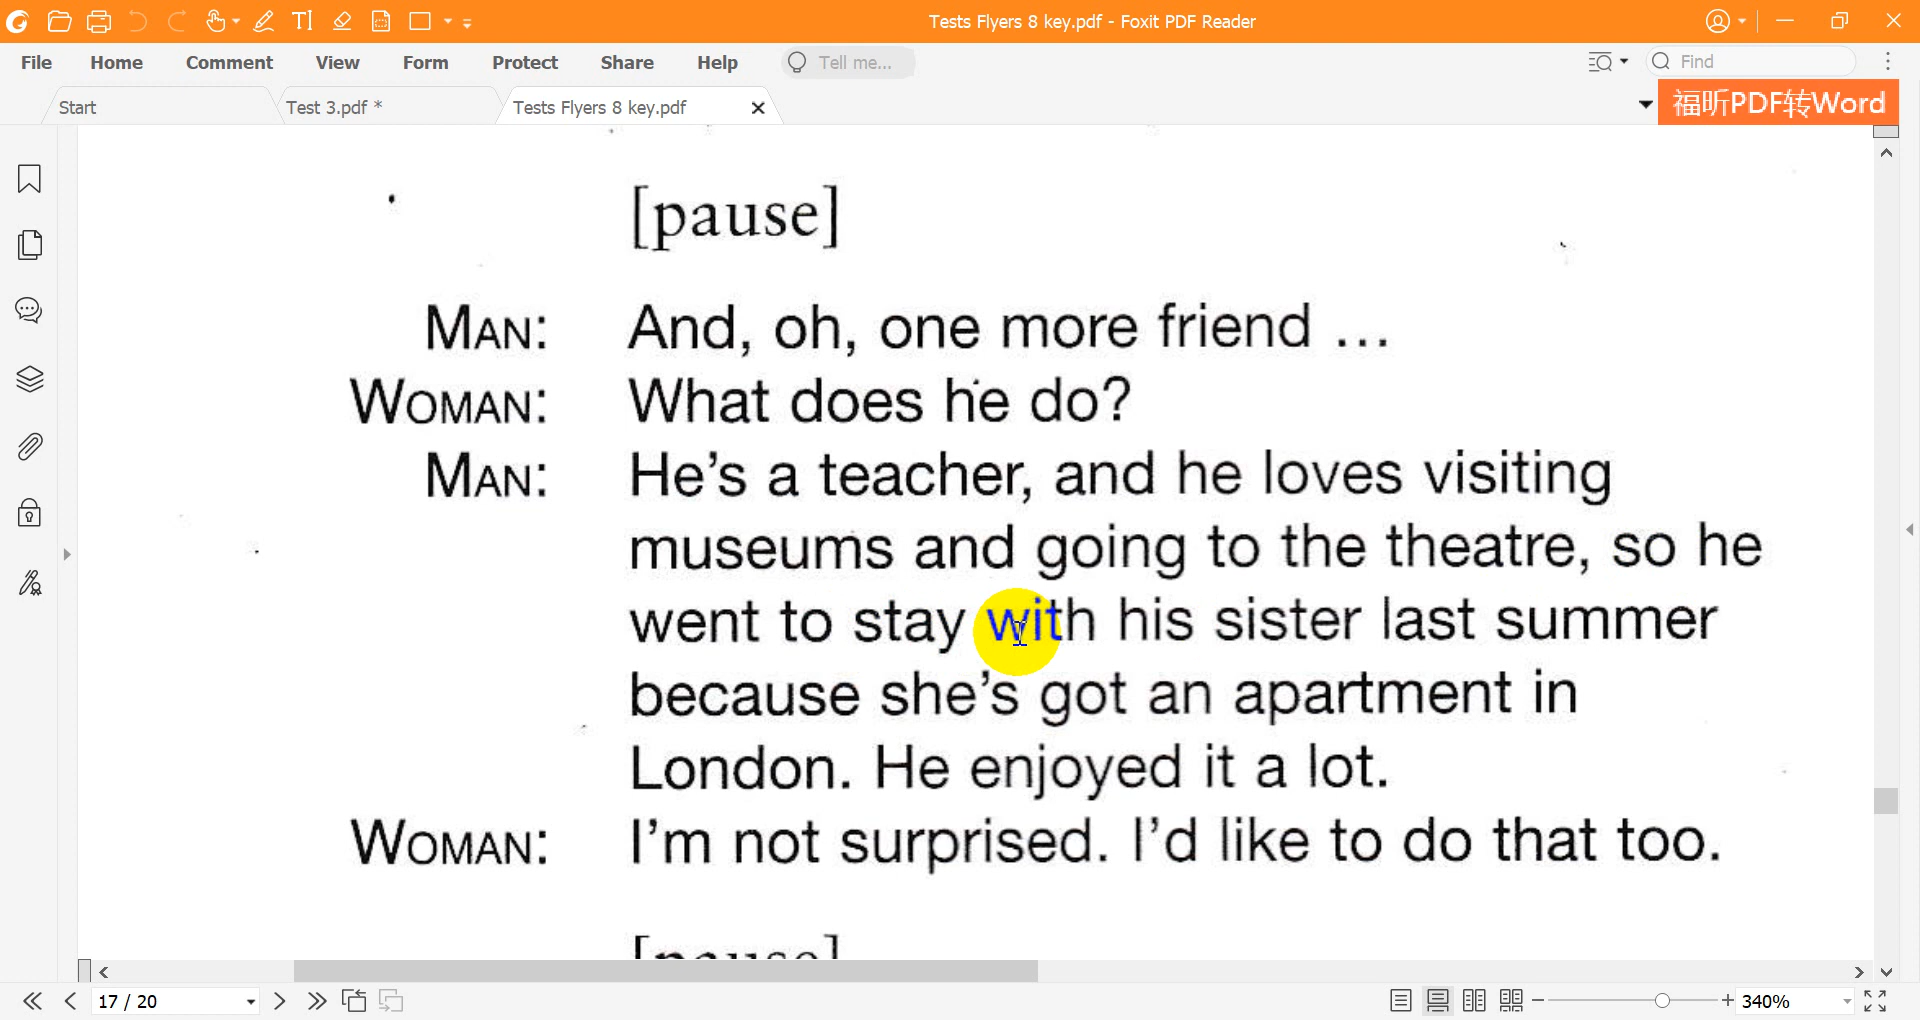 Tests Flyers 8 key.pdf - Foxit PDF Reader
File Home Comment View Form Protect Share Help Tell me... Find
Start Test 3.pdf * Tests Flyers 8 key.pdf 福昕PDF转Word
[pause]
MAN: And, oh, one more friend ...
WOMAN: What does he do?
MAN: He's a teacher, and he loves visiting
museums and going to the theatre, so he
went to stay with his sister last summer
because she's got an apartment in
London. He enjoyed it a lot.
WOMAN: I'm not surprised. I'd like to do that too.
[pause]
17 / 20 340%